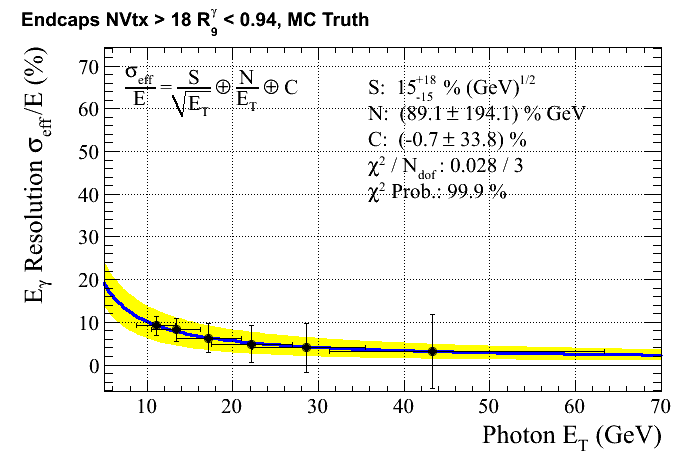 Endcaps NVtx > 18 R₉^γ < 0.94, MC Truth
σ_eff/E = S/√E_T ⊕ N/E_T ⊕ C
S: 15 +18 -15 % (GeV)^1/2
N: (89.1 ± 194.1) % GeV
C: (-0.7 ± 33.8) %
χ² / N_dof : 0.028 / 3
χ² Prob.: 99.9 %
E_γ Resolution σ_eff/E (%)
70
60
50
40
30
20
10
0
10 20 30 40 50 60 70
Photon E_T (GeV)